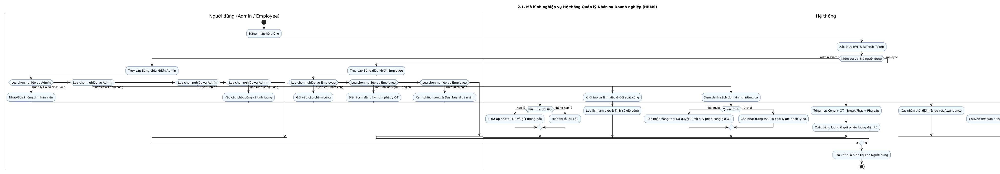 2.1. Mô hình nghiệp vụ Hệ thống Quản lý Nhân sự Doanh nghiệp (HRMS)
Người dùng (Admin / Employee)
Hệ thống
Đăng nhập hệ thống
Xác thực JWT & Refresh Token
Administrator
Kiểm tra vai trò người dùng
Employee
Truy cập Bảng điều khiển Admin
Truy cập Bảng điều khiển Employee
Lựa chọn nghiệp vụ Admin
Lựa chọn nghiệp vụ Admin
Lựa chọn nghiệp vụ Admin
Lựa chọn nghiệp vụ Admin
Lựa chọn nghiệp vụ Employee
Lựa chọn nghiệp vụ Employee
Lựa chọn nghiệp vụ Employee
Quản lý Hồ sơ Nhân viên
Phân ca & Chấm công
Duyệt Đơn từ
Tính toán Bảng lương
Thực hiện Chấm công
Tạo Đơn xin Nghỉ / Tăng ca
Tra cứu cá nhân
Nhập/Sửa thông tin nhân viên
Yêu cầu chốt công và tính lương
Gửi yêu cầu chấm công
Điền form đăng ký nghỉ phép / OT
Xem phiếu lương & Dashboard cá nhân
Khởi tạo ca làm việc & đối soát công
Xem danh sách đơn xin nghỉ/tăng ca
Hợp lệ
Kiểm tra dữ liệu
Không hợp lệ
Lưu lịch làm việc & Tính số giờ công
Phê duyệt
Quyết định
Từ chối
Tổng hợp Công + OT - Break/Phạt + Phụ cấp
Xác nhận thời điểm & lưu vết Attendance
Lưu/Cập nhật CSDL và gửi thông báo
Hiển thị lỗi dữ liệu
Cập nhật trạng thái Đã duyệt & trừ quỹ phép/cộng giờ OT
Cập nhật trạng thái Từ chối & ghi nhận lý do
Chuyển đơn vào hàng
Xuất bảng lương & gửi phiếu lương điện tử
Trả kết quả hiển thị cho Người dùng